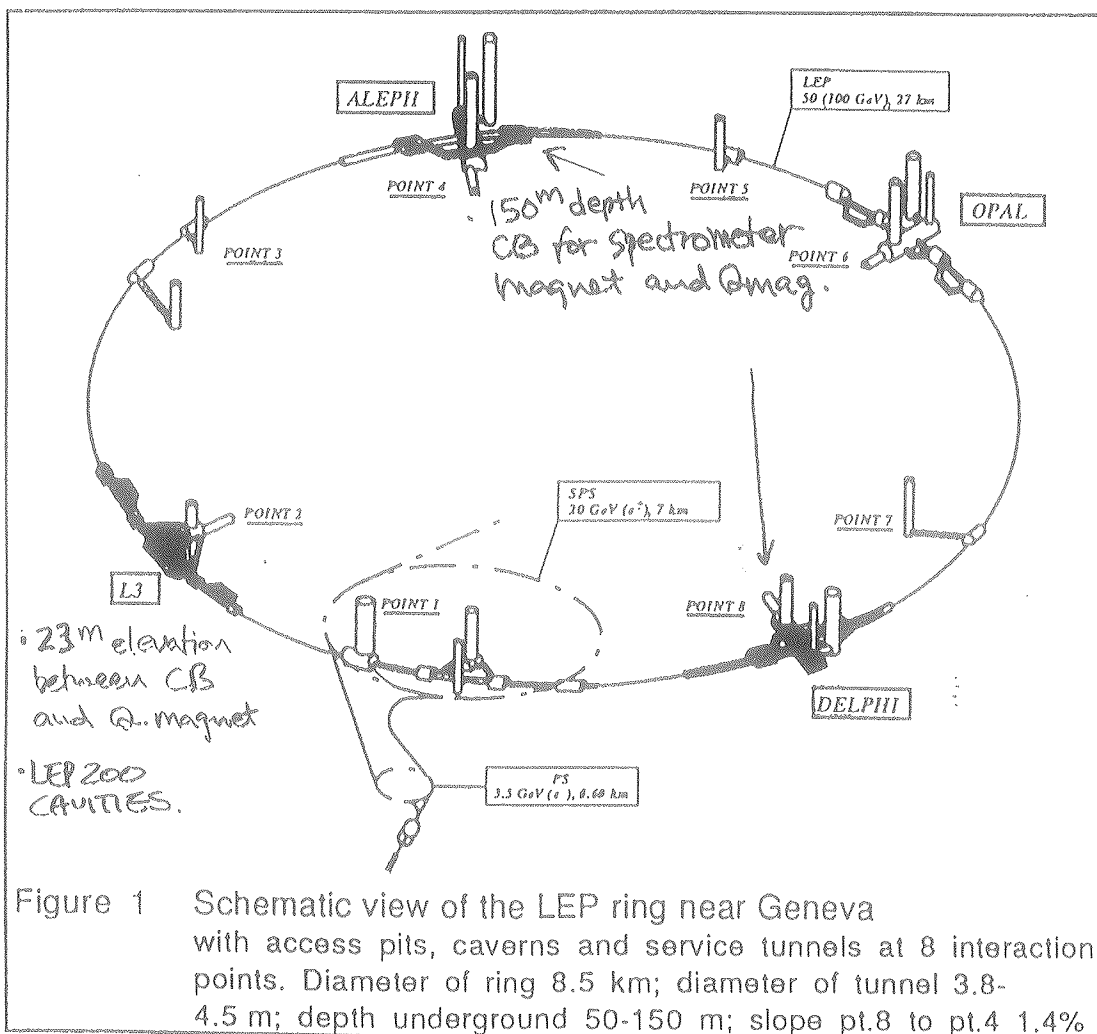 ALEPH
LEP
50 (100 GeV), 27 km
POINT 4
POINT 5
OPAL
POINT 6
POINT 3
150m depth
CB for Spectrometer
magnet and Qmag.
SPS
20 GeV (e±), 7 km
POINT 2
POINT 7
L3
POINT 1
POINT 8
DELPHI
23m elevation
between CB
and Q. magnet
• LEP 200
CAVITIES.
PS
3.5 GeV (e-), 0.60 km
Figure 1 Schematic view of the LEP ring near Geneva
with access pits, caverns and service tunnels at 8 interaction
points. Diameter of ring 8.5 km; diameter of tunnel 3.8-
4.5 m; depth underground 50-150 m; slope pt.8 to pt.4 1.4%